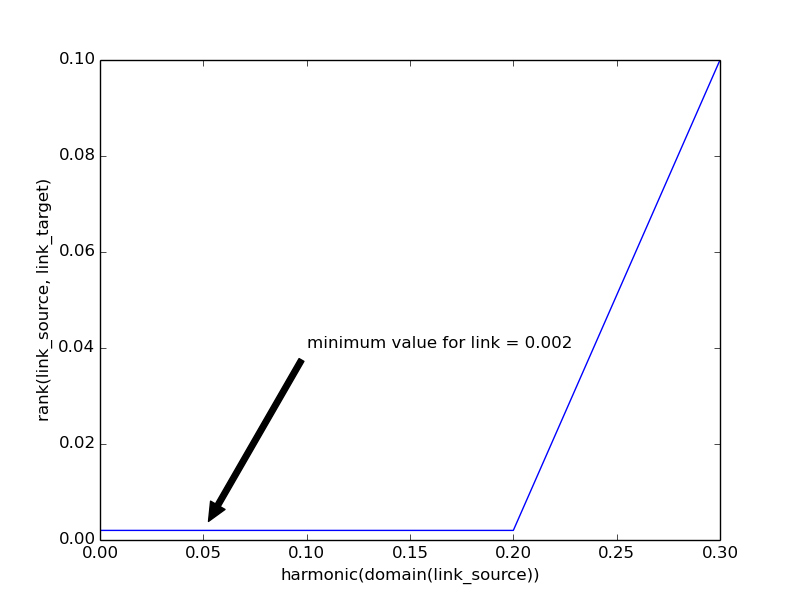 0.10
0.08
0.06
0.04
0.02
0.00
rank(link_source, link_target)
minimum value for link = 0.002
0.00 0.05 0.10 0.15 0.20 0.25 0.30
harmonic(domain(link_source))